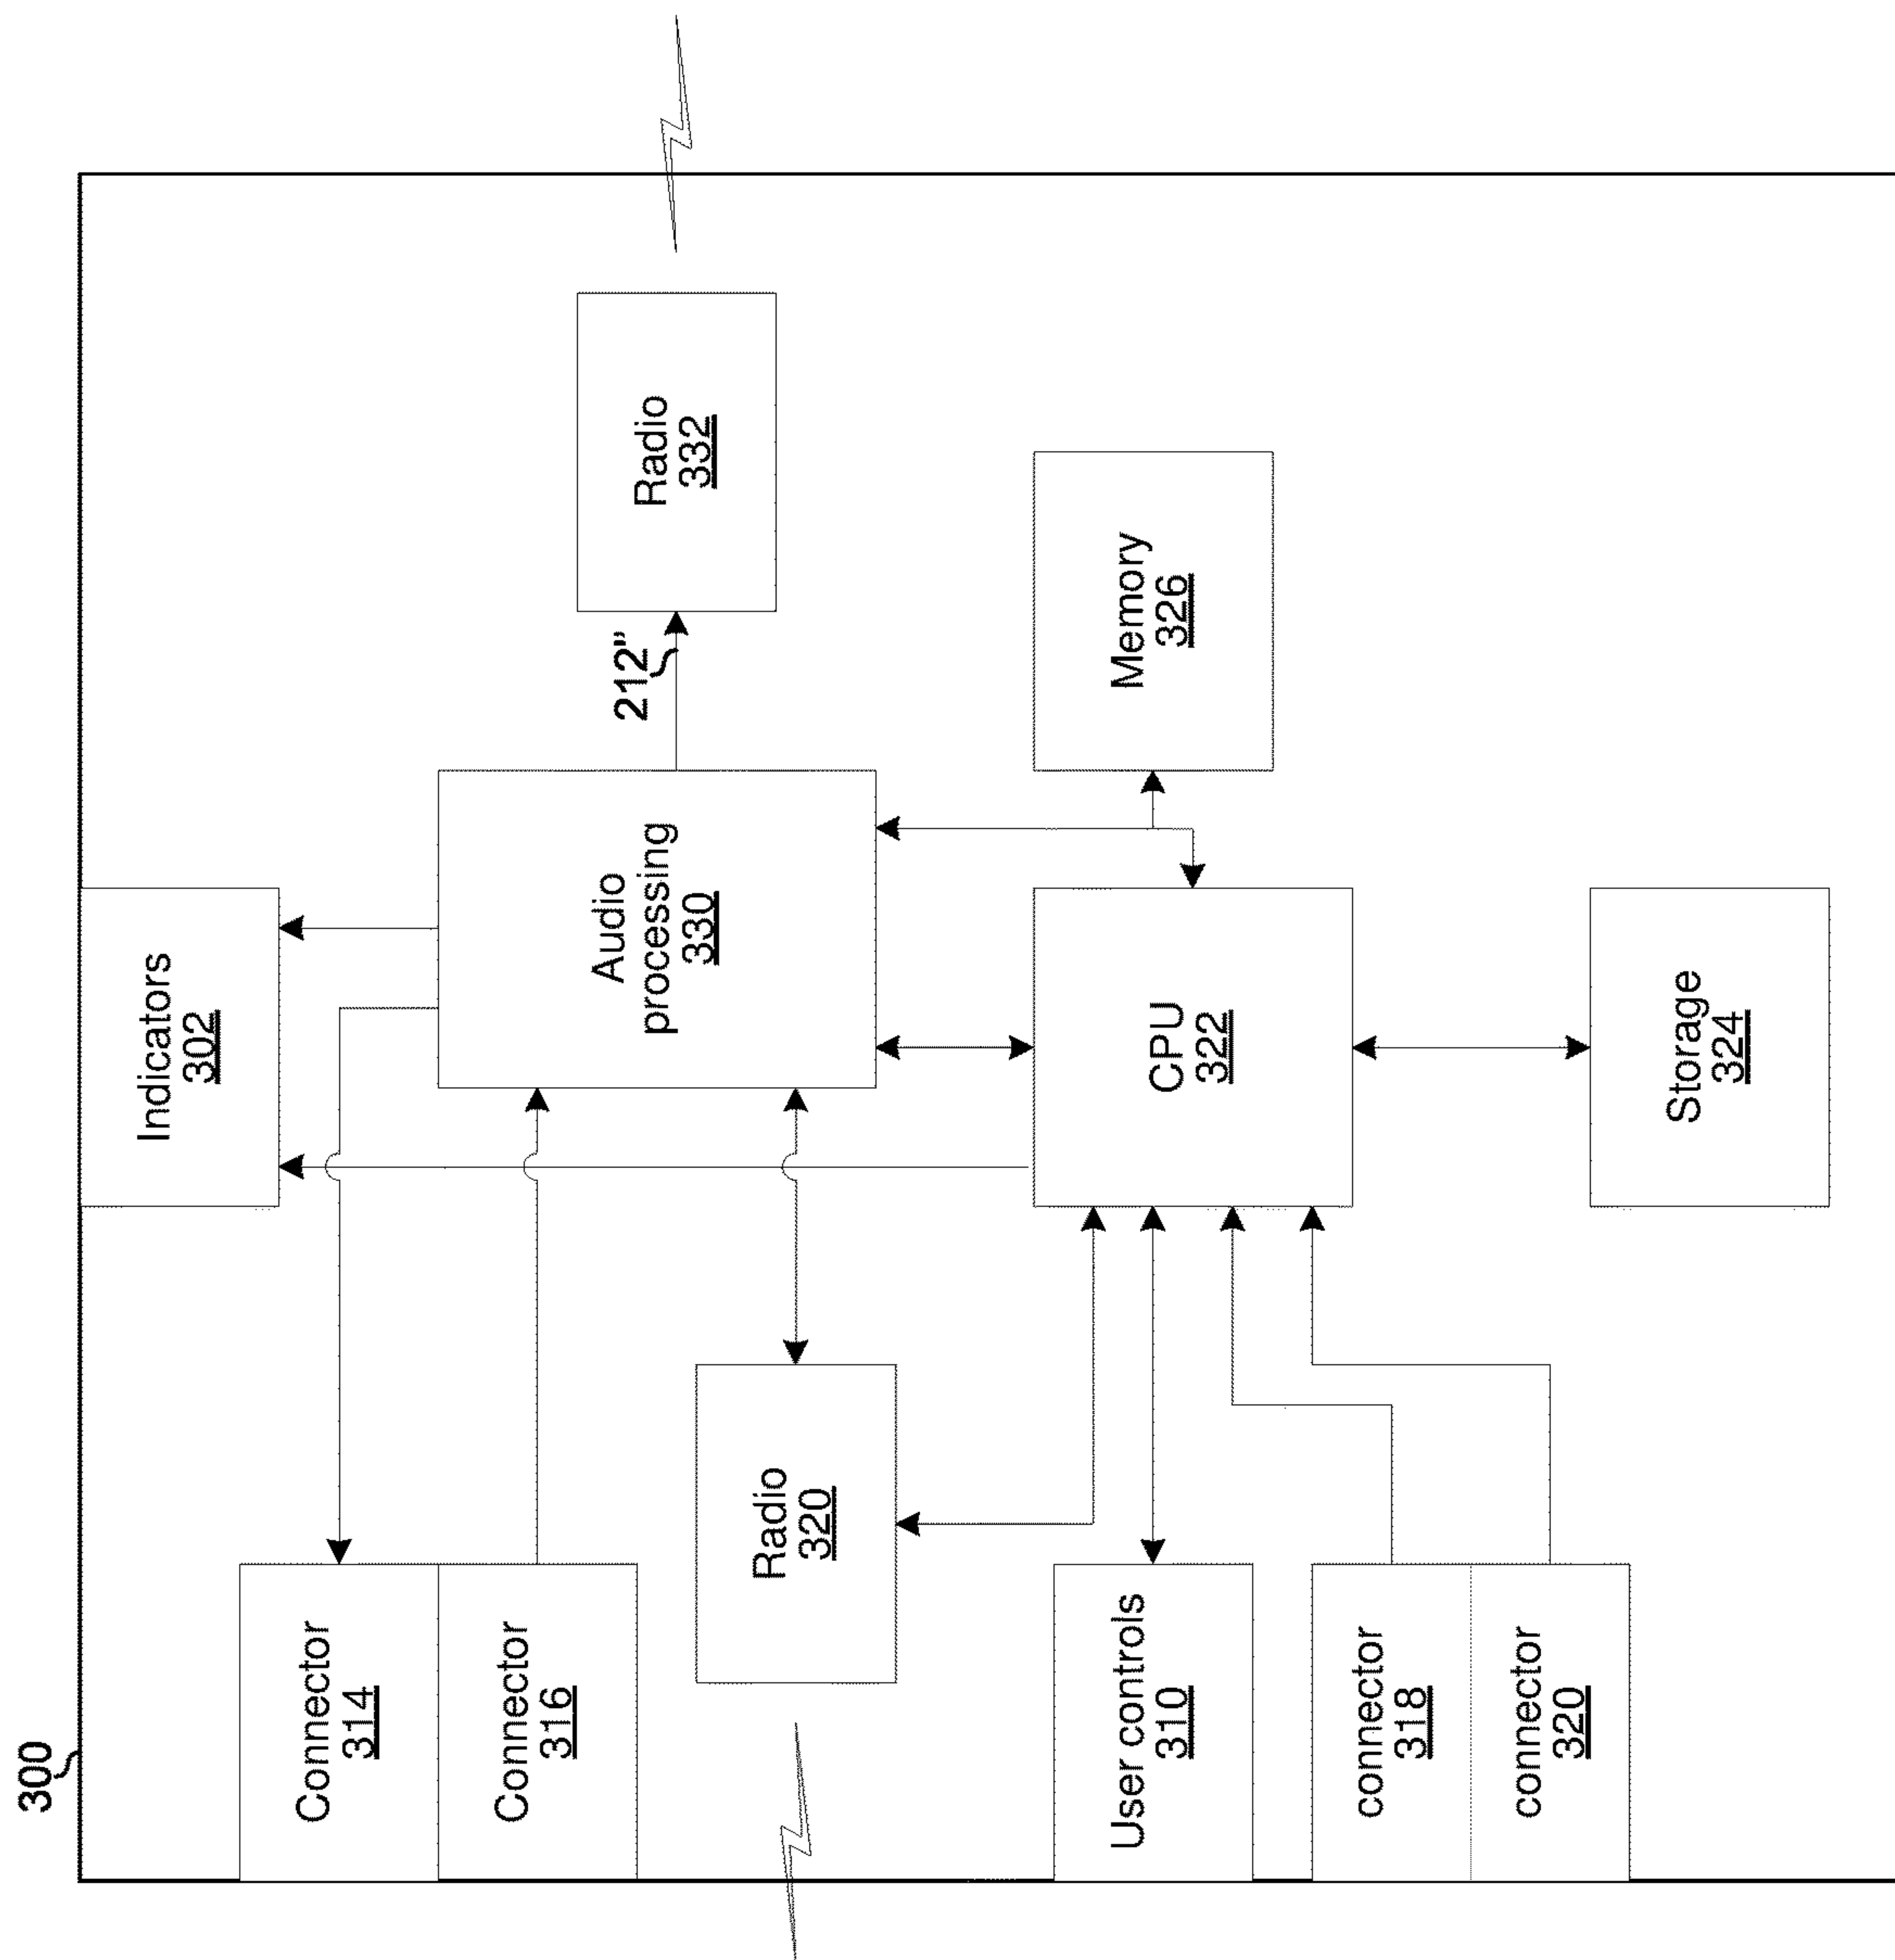 300
Connector
314
Connector
316
Radio
320
User controls
310
connector
318
connector
320
Indicators
302
Audio
processing
330
CPU
322
Storage
324
212”
Radio
332
Memory
326